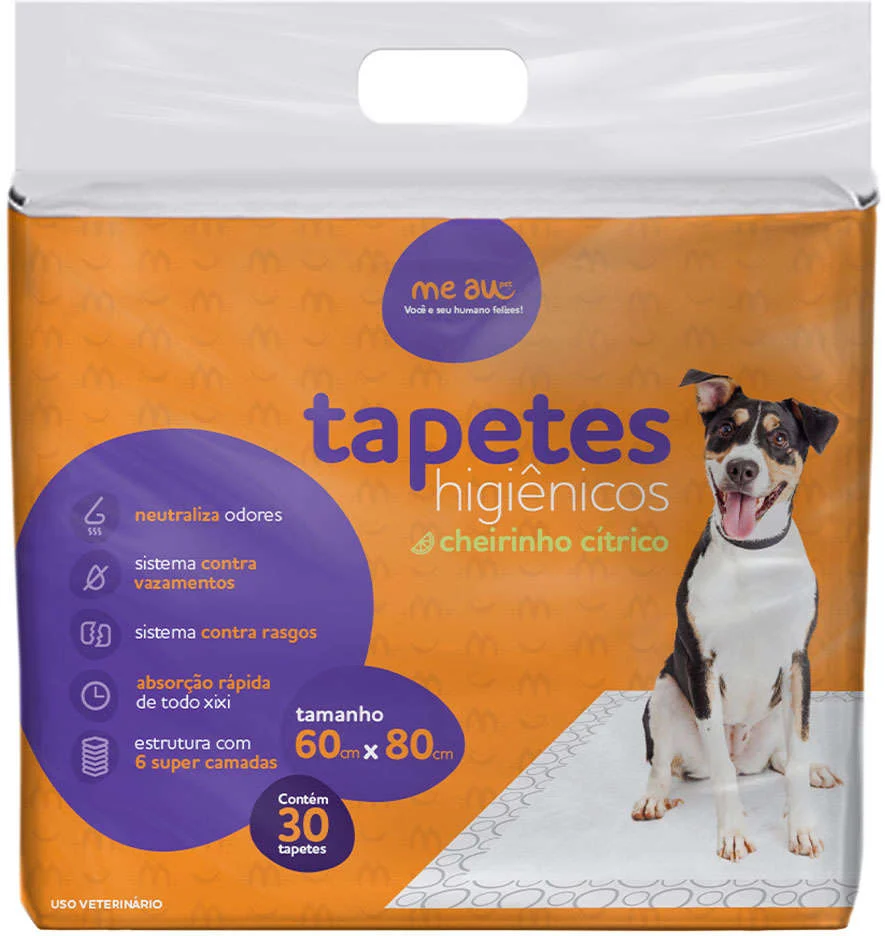 me au pet
Você e seu humano felizes!
tapetes
higiênicos
cheirinho cítrico
neutraliza odores
sistema contra
vazamentos
sistema contra rasgos
absorção rápida
de todo xixi
estrutura com
6 super camadas
tamanho
60cm x 80cm
Contém
30
tapetes
USO VETERINÁRIO